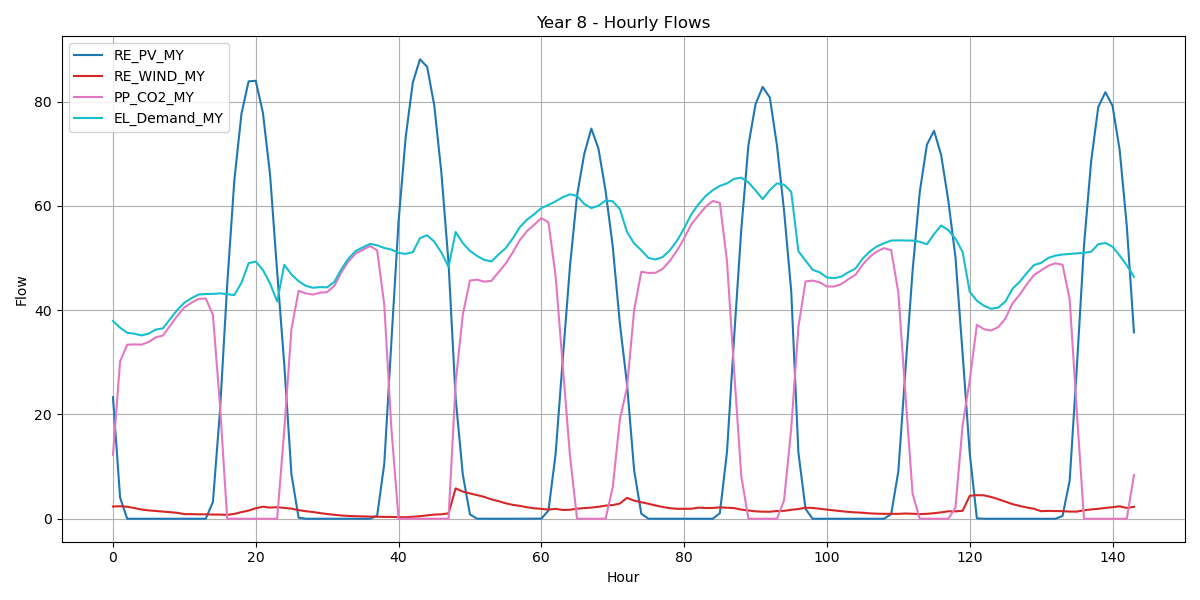 Year 8 - Hourly Flows
RE_PV_MY
RE_WIND_MY
PP_CO2_MY
EL_Demand_MY
Flow
80
60
40
20
0
0 20 40 60 80 100 120 140
Hour